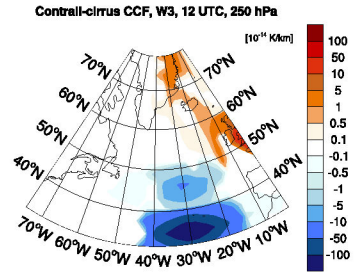 Contrail-cirrus CCF, W3, 12 UTC, 250 hPa
[10⁻¹⁴ K/km]
70°N
70°N
60°N
60°N
50°N
50°N
40°N
40°N
70°W 60°W 50°W 40°W 30°W 20°W 10°W
100
50
10
5
1
0.5
0.1
-0.1
-0.5
-1
-5
-10
-50
-100